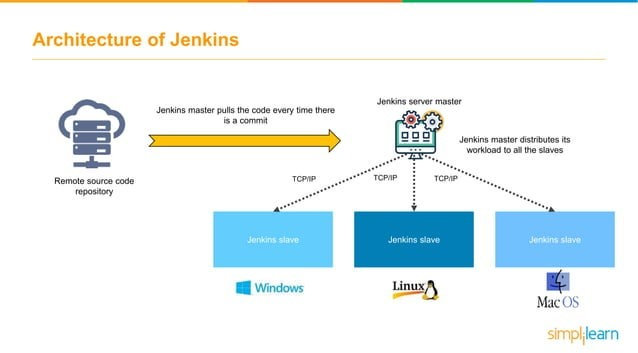 Architecture of Jenkins
Jenkins master pulls the code every time there
is a commit
Jenkins server master
Jenkins master distributes its
workload to all the slaves
Remote source code
repository
TCP/IP
TCP/IP
TCP/IP
Jenkins slave
Jenkins slave
Jenkins slave
Windows
Linux
Mac OS
simplilearn